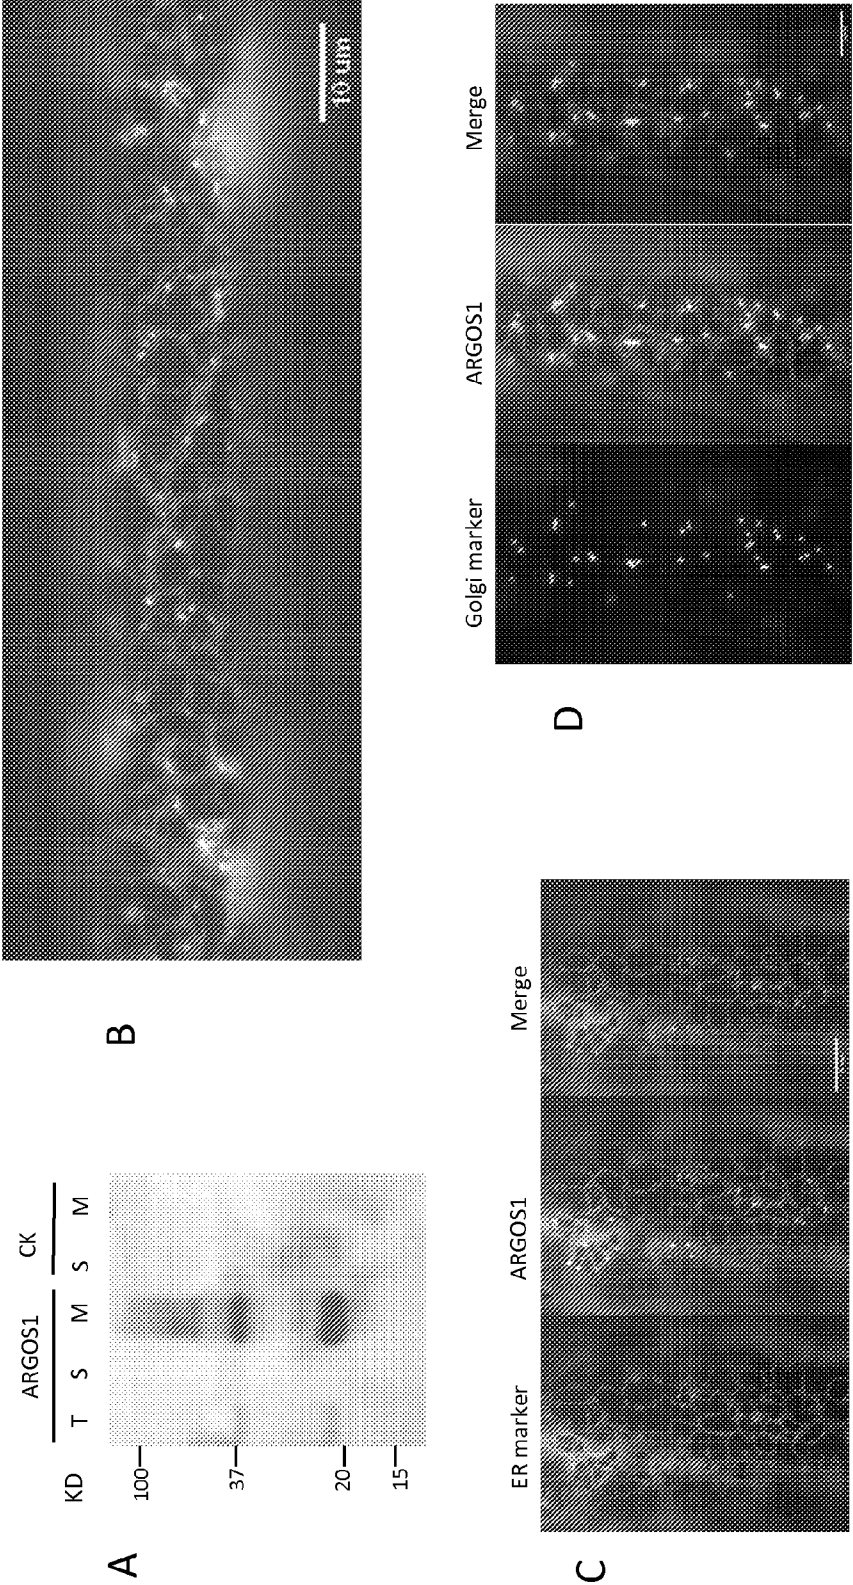 A
ARGOS1 CK
KD T S M S M
100
37
20
15
B
10 um
C
ER marker ARGOS1 Merge
D
Golgi marker ARGOS1 Merge